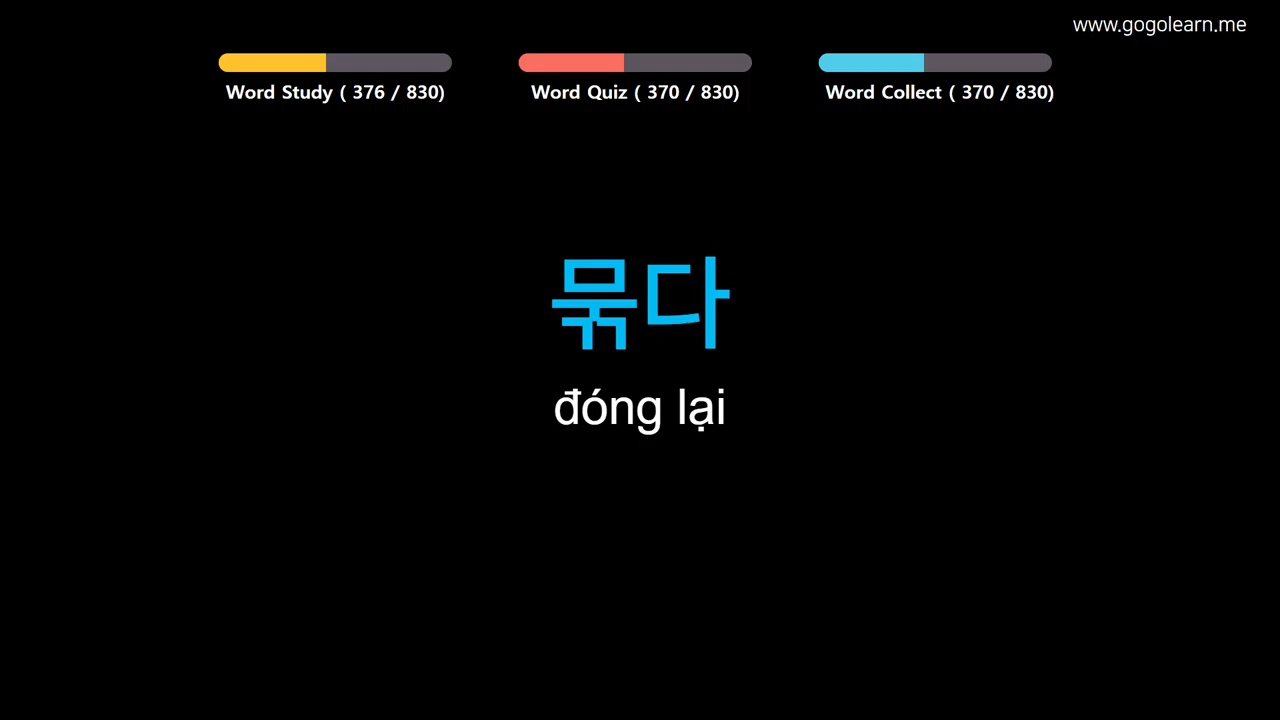 www.gogolearn.me
Word Study ( 376 / 830)
Word Quiz ( 370 / 830)
Word Collect ( 370 / 830)
묶다
đóng lại